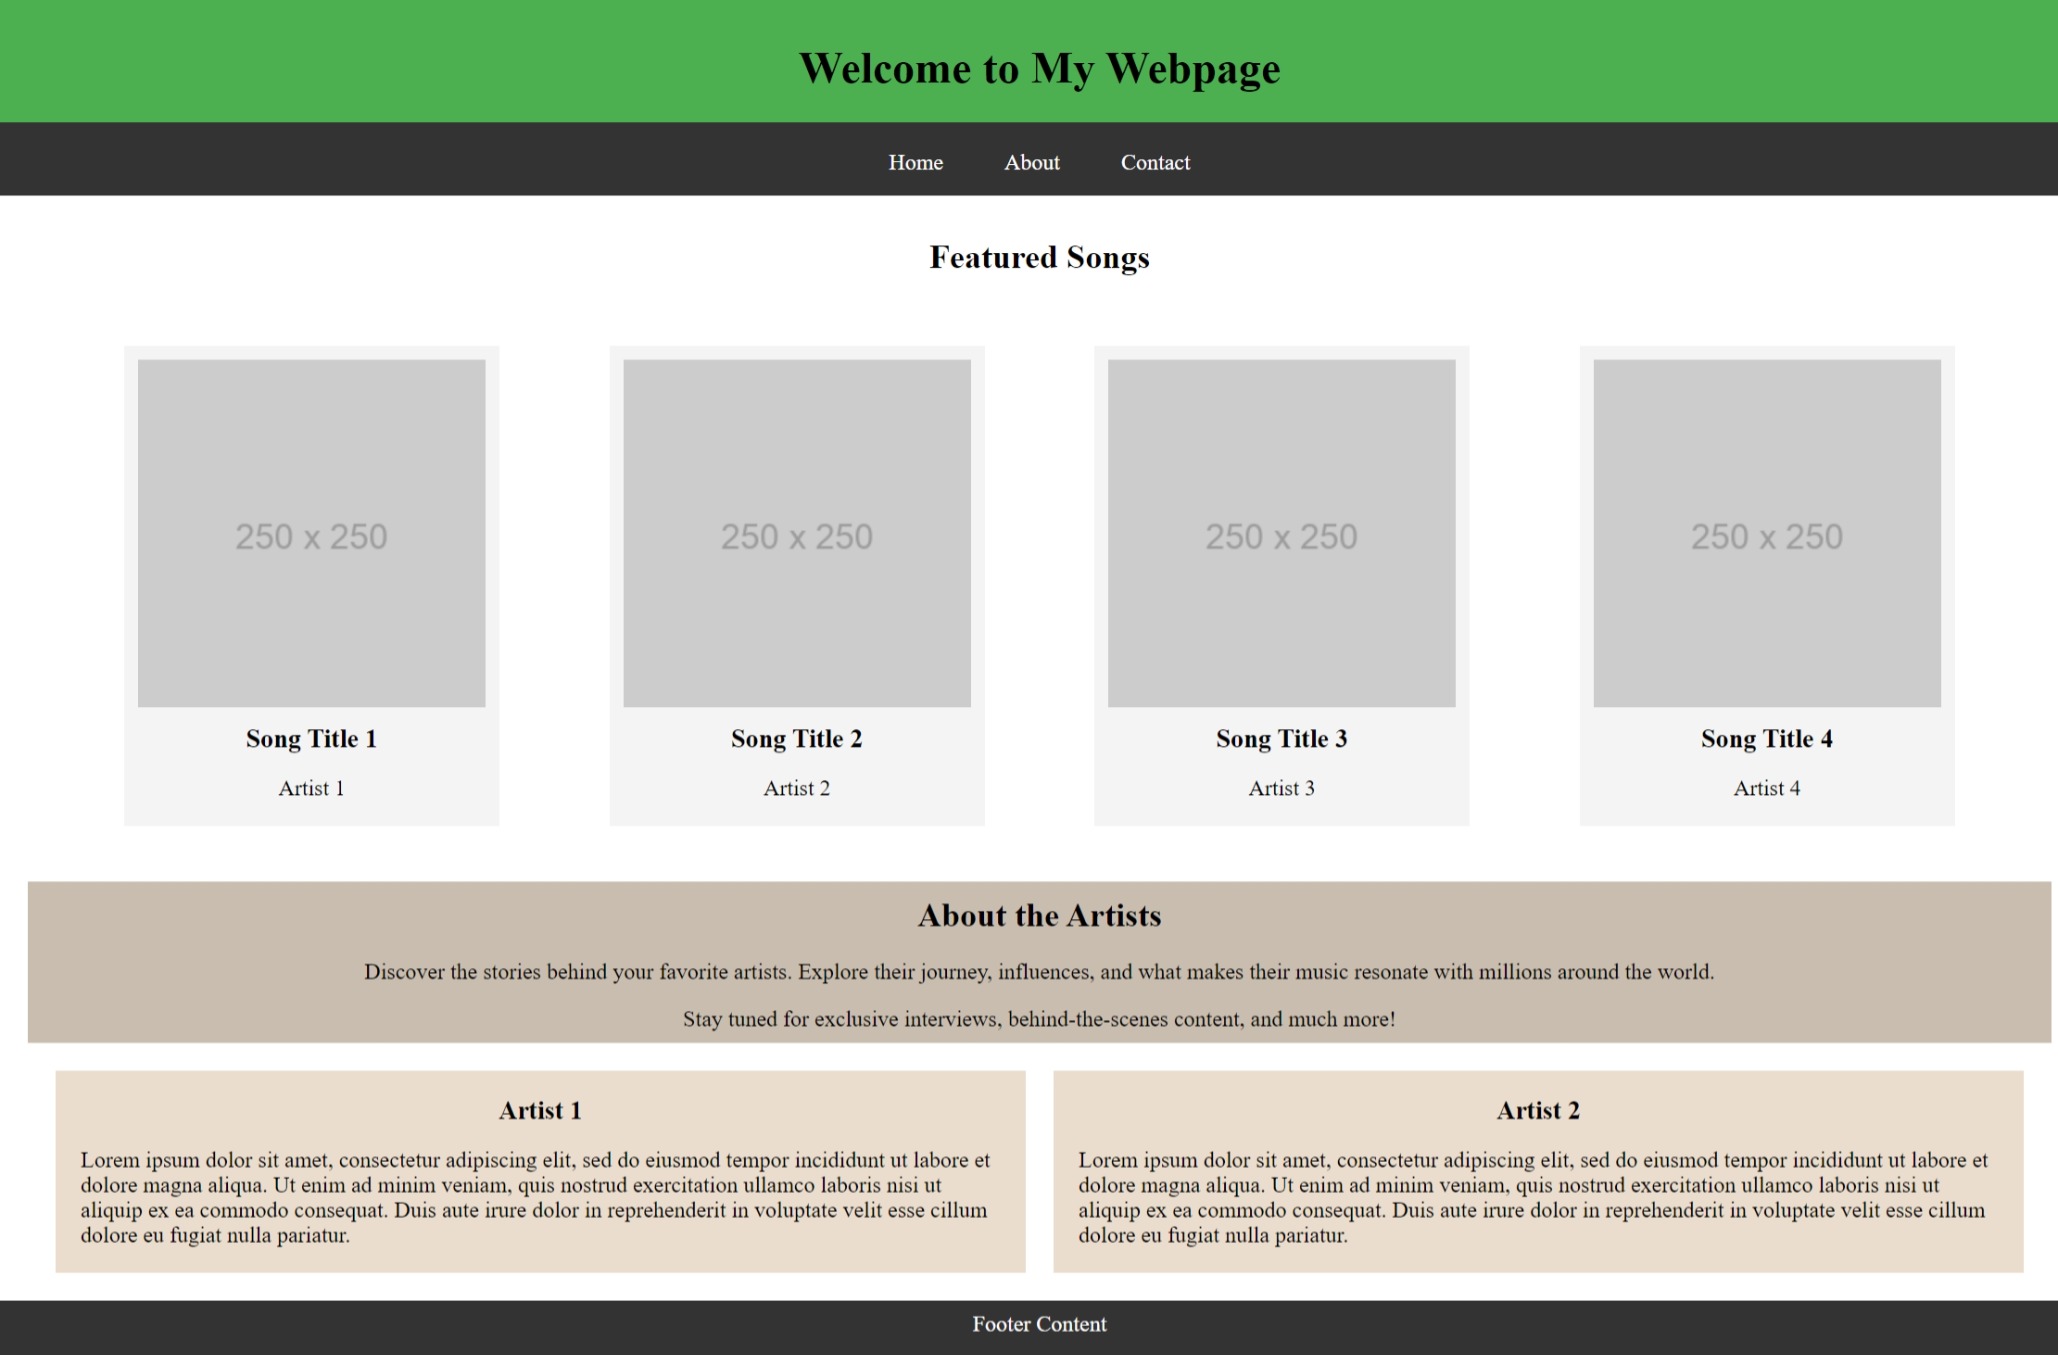 Welcome to My Webpage
Home About Contact
Featured Songs
250 x 250 250 x 250 250 x 250 250 x 250
Song Title 1 Song Title 2 Song Title 3 Song Title 4
Artist 1 Artist 2 Artist 3 Artist 4
About the Artists
Discover the stories behind your favorite artists. Explore their journey, influences, and what makes their music resonate with millions around the world.
Stay tuned for exclusive interviews, behind-the-scenes content, and much more!
Artist 1
Lorem ipsum dolor sit amet, consectetur adipiscing elit, sed do eiusmod tempor incididunt ut labore et
dolore magna aliqua. Ut enim ad minim veniam, quis nostrud exercitation ullamco laboris nisi ut
aliquip ex ea commodo consequat. Duis aute irure dolor in reprehenderit in voluptate velit esse cillum
dolore eu fugiat nulla pariatur.
Artist 2
Lorem ipsum dolor sit amet, consectetur adipiscing elit, sed do eiusmod tempor incididunt ut labore et
dolore magna aliqua. Ut enim ad minim veniam, quis nostrud exercitation ullamco laboris nisi ut
aliquip ex ea commodo consequat. Duis aute irure dolor in reprehenderit in voluptate velit esse cillum
dolore eu fugiat nulla pariatur.
Footer Content